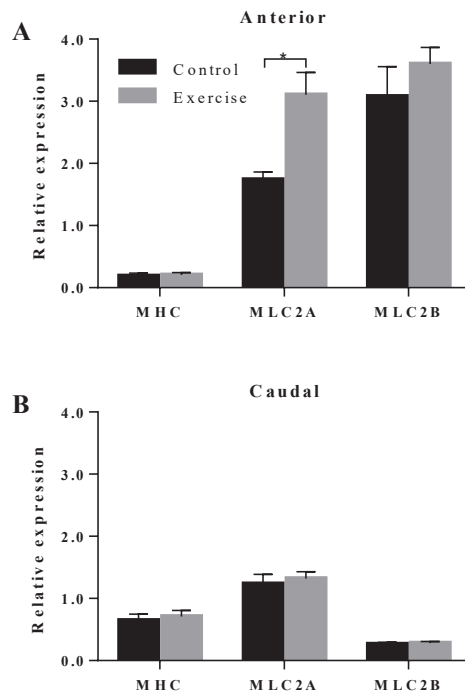 A
Anterior
4.0
3.0
2.0
1.0
0.0
Relative expression
Control
Exercise
*
MHC MLC2A MLC2B
B
Caudal
4.0
3.0
2.0
1.0
0.0
Relative expression
MHC MLC2A MLC2B